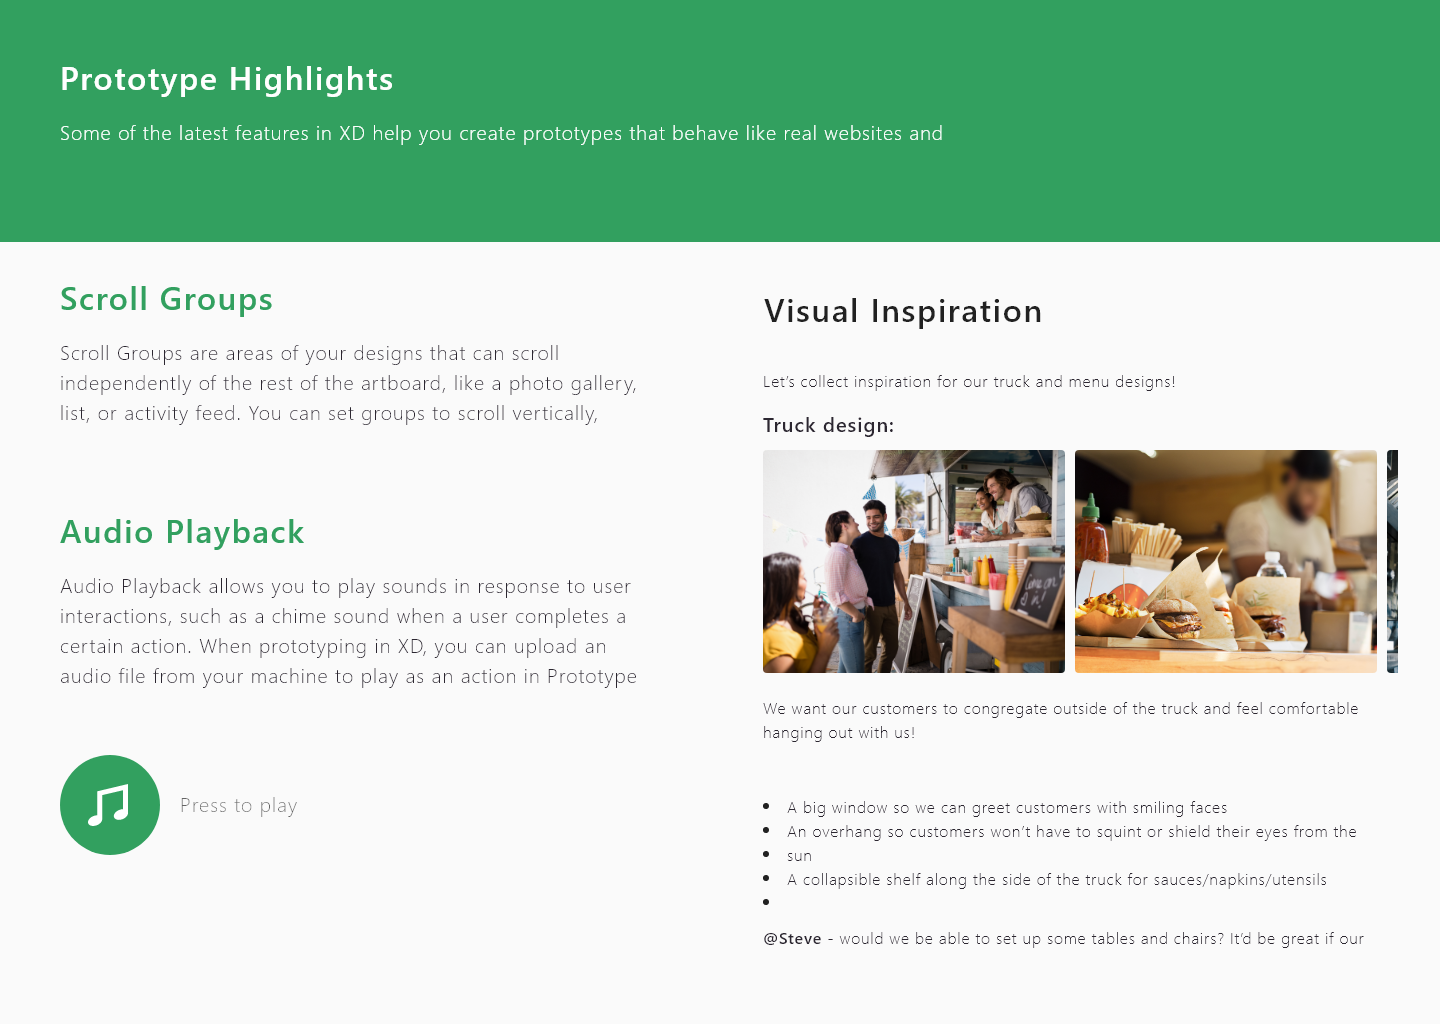 Prototype Highlights
Some of the latest features in XD help you create prototypes that behave like real websites and
Scroll Groups
Scroll Groups are areas of your designs that can scroll
independently of the rest of the artboard, like a photo gallery,
list, or activity feed. You can set groups to scroll vertically,
Audio Playback
Audio Playback allows you to play sounds in response to user
interactions, such as a chime sound when a user completes a
certain action. When prototyping in XD, you can upload an
audio file from your machine to play as an action in Prototype
Press to play
Visual Inspiration
Let’s collect inspiration for our truck and menu designs!
Truck design:
We want our customers to congregate outside of the truck and feel comfortable
hanging out with us!
• A big window so we can greet customers with smiling faces
• An overhang so customers won’t have to squint or shield their eyes from the
• sun
• A collapsible shelf along the side of the truck for sauces/napkins/utensils
•
@Steve - would we be able to set up some tables and chairs? It’d be great if our